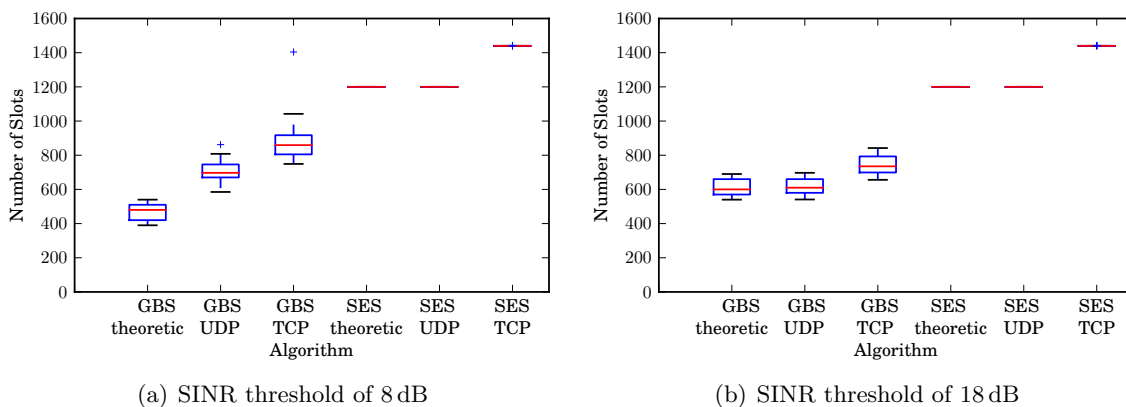 1600
1400
1200
1000
800
600
400
200
0
Number of Slots
GBS theoretic
GBS UDP
GBS TCP
SES theoretic
SES UDP
SES TCP
Algorithm
(a) SINR threshold of 8 dB
1600
1400
1200
1000
800
600
400
200
0
Number of Slots
GBS theoretic
GBS UDP
GBS TCP
SES theoretic
SES UDP
SES TCP
Algorithm
(b) SINR threshold of 18 dB